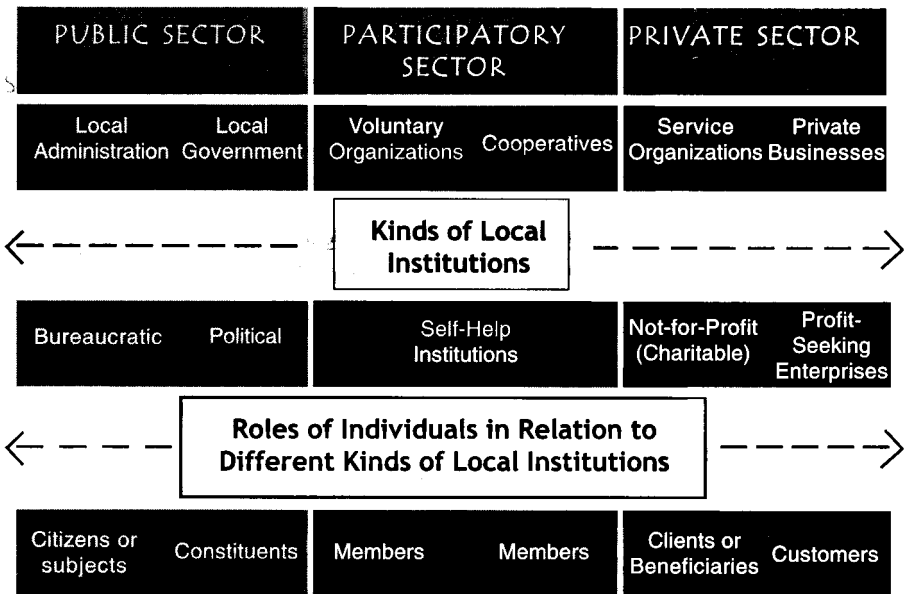 PUBLIC SECTOR
PARTICIPATORY
SECTOR
PRIVATE SECTOR
Local
Administration
Local
Government
Voluntary
Organizations
Cooperatives
Service
Organizations
Private
Businesses
Kinds of Local
Institutions
Bureaucratic
Political
Self-Help
Institutions
Not-for-Profit
(Charitable)
Profit-
Seeking
Enterprises
Roles of Individuals in Relation to
Different Kinds of Local Institutions
Citizens or
subjects
Constituents
Members
Members
Clients or
Beneficiaries
Customers